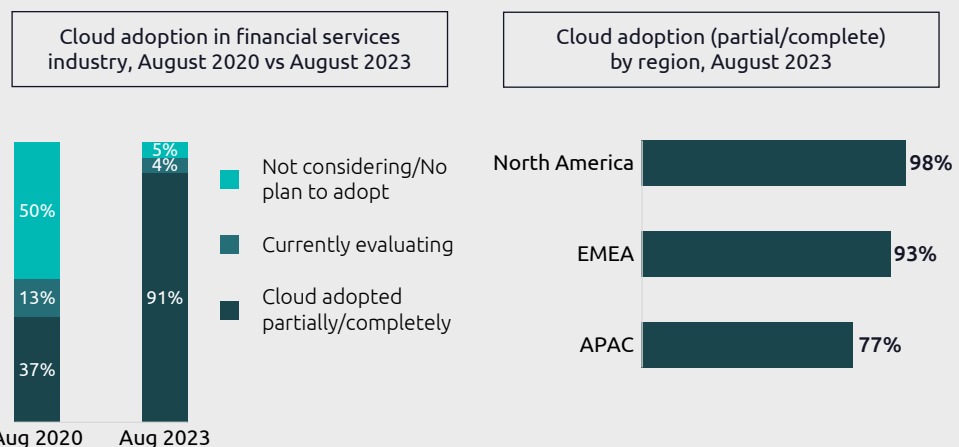 Cloud adoption in financial services
industry, August 2020 vs August 2023
50%
13%
37%
Aug 2020
5%
4%
91%
Aug 2023
Not considering/No
plan to adopt
Currently evaluating
Cloud adopted
partially/completely
Cloud adoption (partial/complete)
by region, August 2023
North America
98%
EMEA
93%
APAC
77%